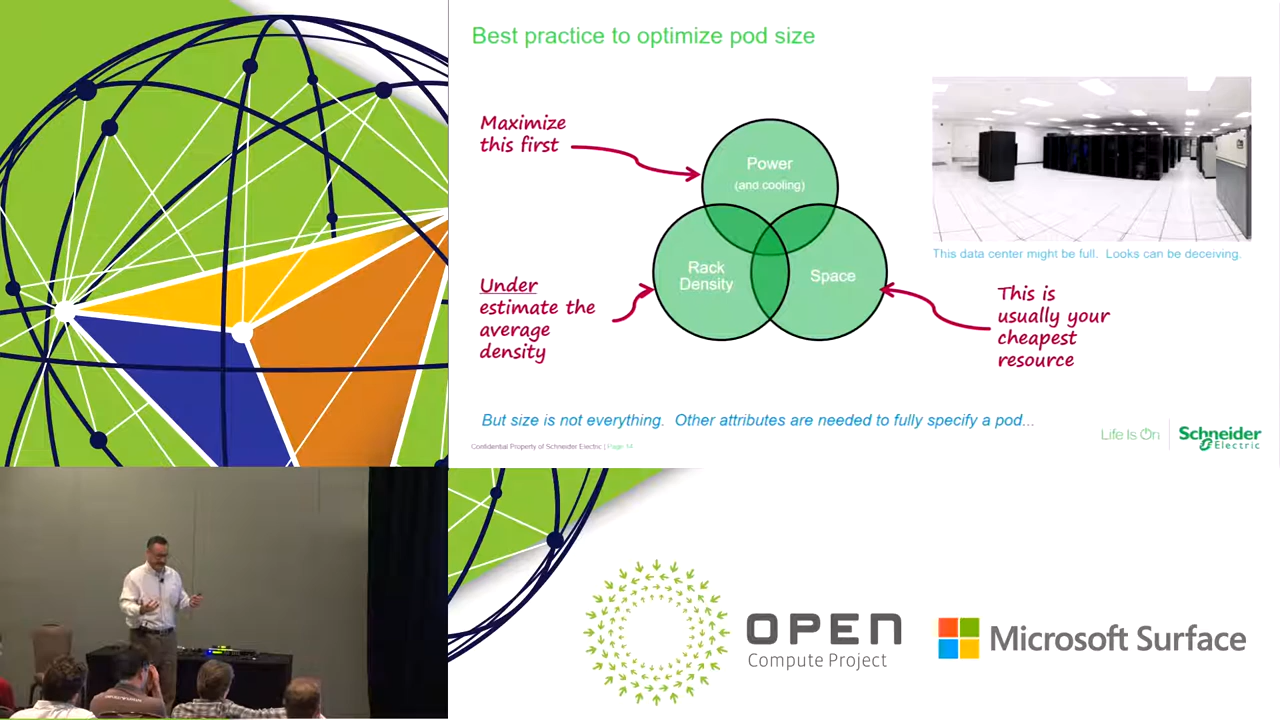 Best practice to optimize pod size
Maximize
this first
Power
(and cooling)
Rack
Density
Space
Under
estimate the
average
density
This data center might be full. Looks can be deceiving.
This is
usually your
cheapest
resource
But size is not everything. Other attributes are needed to fully specify a pod...
Confidential Property of Schneider Electric | Page 14
Life Is On
Schneider
Electric
OPEN
Compute Project
Microsoft Surface